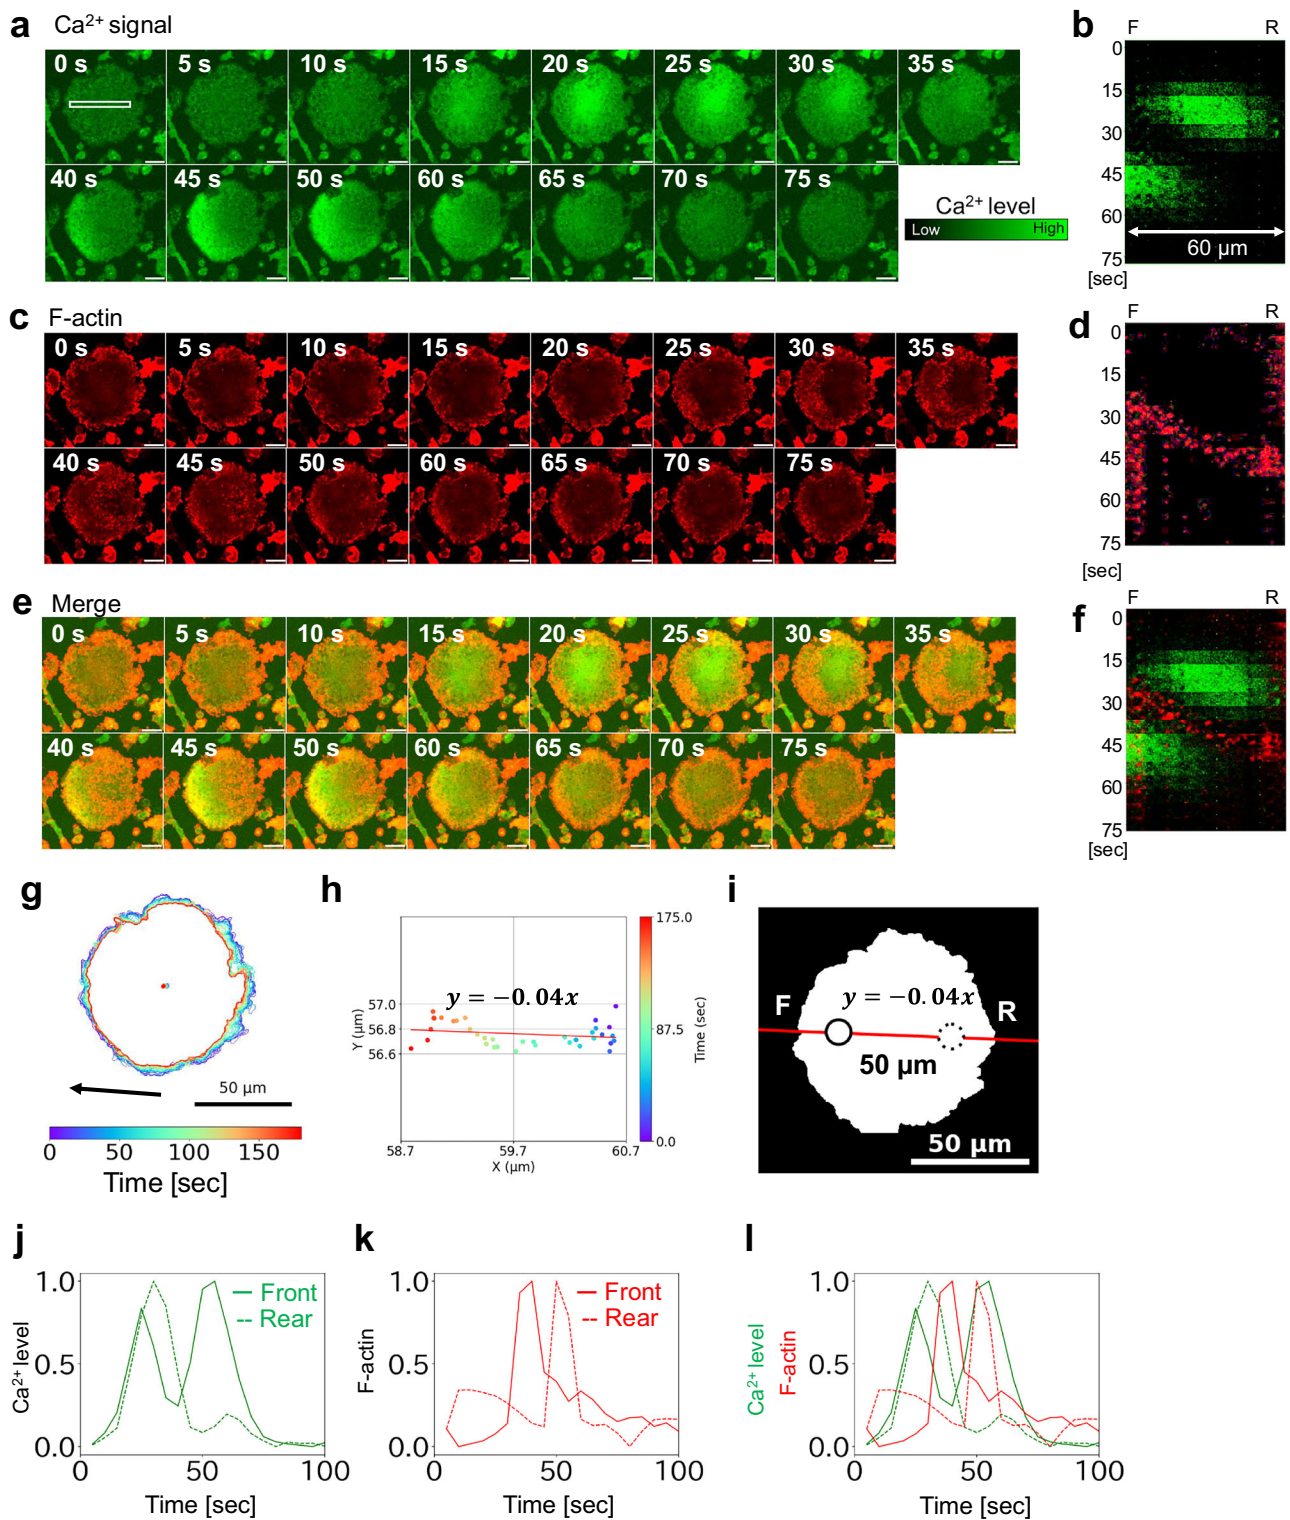 a Ca²⁺ signal
0 s 5 s 10 s 15 s 20 s 25 s 30 s 35 s
40 s 45 s 50 s 60 s 65 s 70 s 75 s
Ca²⁺ level
Low High
b
F R
0
15
30
45
60
75
[sec]
60 μm
c F-actin
0 s 5 s 10 s 15 s 20 s 25 s 30 s 35 s
40 s 45 s 50 s 60 s 65 s 70 s 75 s
d
F R
0
15
30
45
60
75
[sec]
e Merge
0 s 5 s 10 s 15 s 20 s 25 s 30 s 35 s
40 s 45 s 50 s 60 s 65 s 70 s 75 s
f
F R
0
15
30
45
60
75
[sec]
g
50 μm
0 50 100 150
Time [sec]
h
y = −0.04x
57.0
56.8
56.6
Y (μm)
58.7 59.7 60.7
X (μm)
175.0
87.5
0.0
Time (sec)
i
F y = −0.04x R
50 μm
50 μm
j
1.0
0.5
0.0
Ca²⁺ level
Front
Rear
0 50 100
Time [sec]
k
1.0
0.5
0.0
F-actin
Front
Rear
0 50 100
Time [sec]
l
1.0
0.5
0.0
Ca²⁺ level
F-actin
0 50 100
Time [sec]